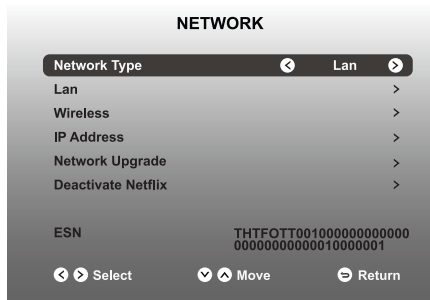 NETWORK
Network Type Lan
Lan
Wireless
IP Address
Network Upgrade
Deactivate Netflix
ESN THTFOTT001000000000000
00000000000010000001
Select Move Return